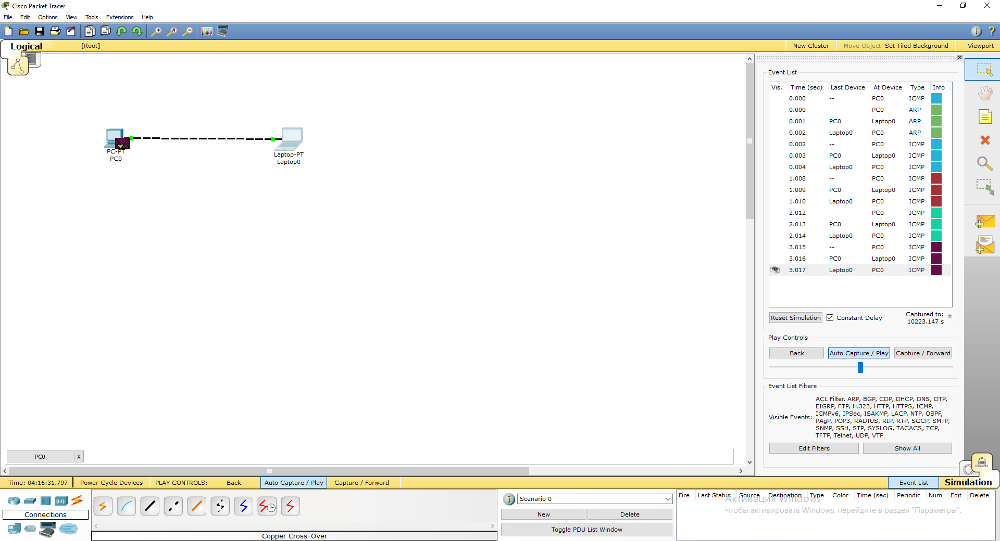 Cisco Packet Tracer
File Edit Options View Tools Extensions Help
Logical [Root] New Cluster Move Object Set Tiled Background Viewport
Event List
Vis. Time (sec) Last Device At Device Type Info
0.000 -- PC0 ICMP
0.000 -- PC0 ARP
0.001 PC0 Laptop0 ARP
0.002 Laptop0 PC0 ARP
0.002 -- PC0 ICMP
0.003 PC0 Laptop0 ICMP
0.004 Laptop0 PC0 ICMP
1.008 -- PC0 ICMP
1.009 PC0 Laptop0 ICMP
1.010 Laptop0 PC0 ICMP
2.012 -- PC0 ICMP
2.013 PC0 Laptop0 ICMP
2.014 Laptop0 PC0 ICMP
3.015 -- PC0 ICMP
3.016 PC0 Laptop0 ICMP
3.017 Laptop0 PC0 ICMP
PC-PT
PC0
Laptop-PT
Laptop0
Reset Simulation Constant Delay
Captured to: *
10223.147 s
Play Controls
Back Auto Capture / Play Capture / Forward
Event List Filters
Visible Events:
ACL Filter, ARP, BGP, CDP, DHCP, DNS, DTP,
EIGRP, FTP, H.323, HTTP, HTTPS, ICMP,
ICMPv6, IPSec, ISAKMP, LACP, NTP, OSPF,
PAgP, POP3, RADIUS, RIP, RTP, SCCP, SMTP,
SNMP, SSH, STP, SYSLOG, TACACS, TCP,
TFTP, Telnet, UDP, VTP
Edit Filters Show All
PC0 X
Time: 04:16:31.797 Power Cycle Devices PLAY CONTROLS: Back Auto Capture / Play Capture / Forward Event List Simulation
Connections
Copper Cross-Over
Scenario 0
New Delete
Toggle PDU List Window
Fire Last Status Source Destination Type Color Time (sec) Periodic Num Edit Delete
Активация Windows
Чтобы активировать Windows, перейдите в раздел "Параметры".